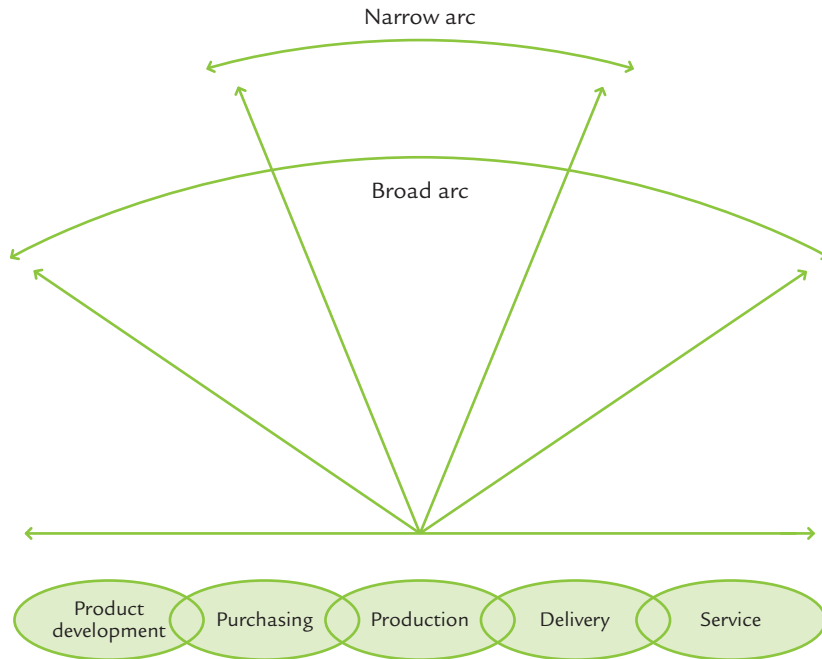 Narrow arc
Broad arc
Product
development
Purchasing
Production
Delivery
Service